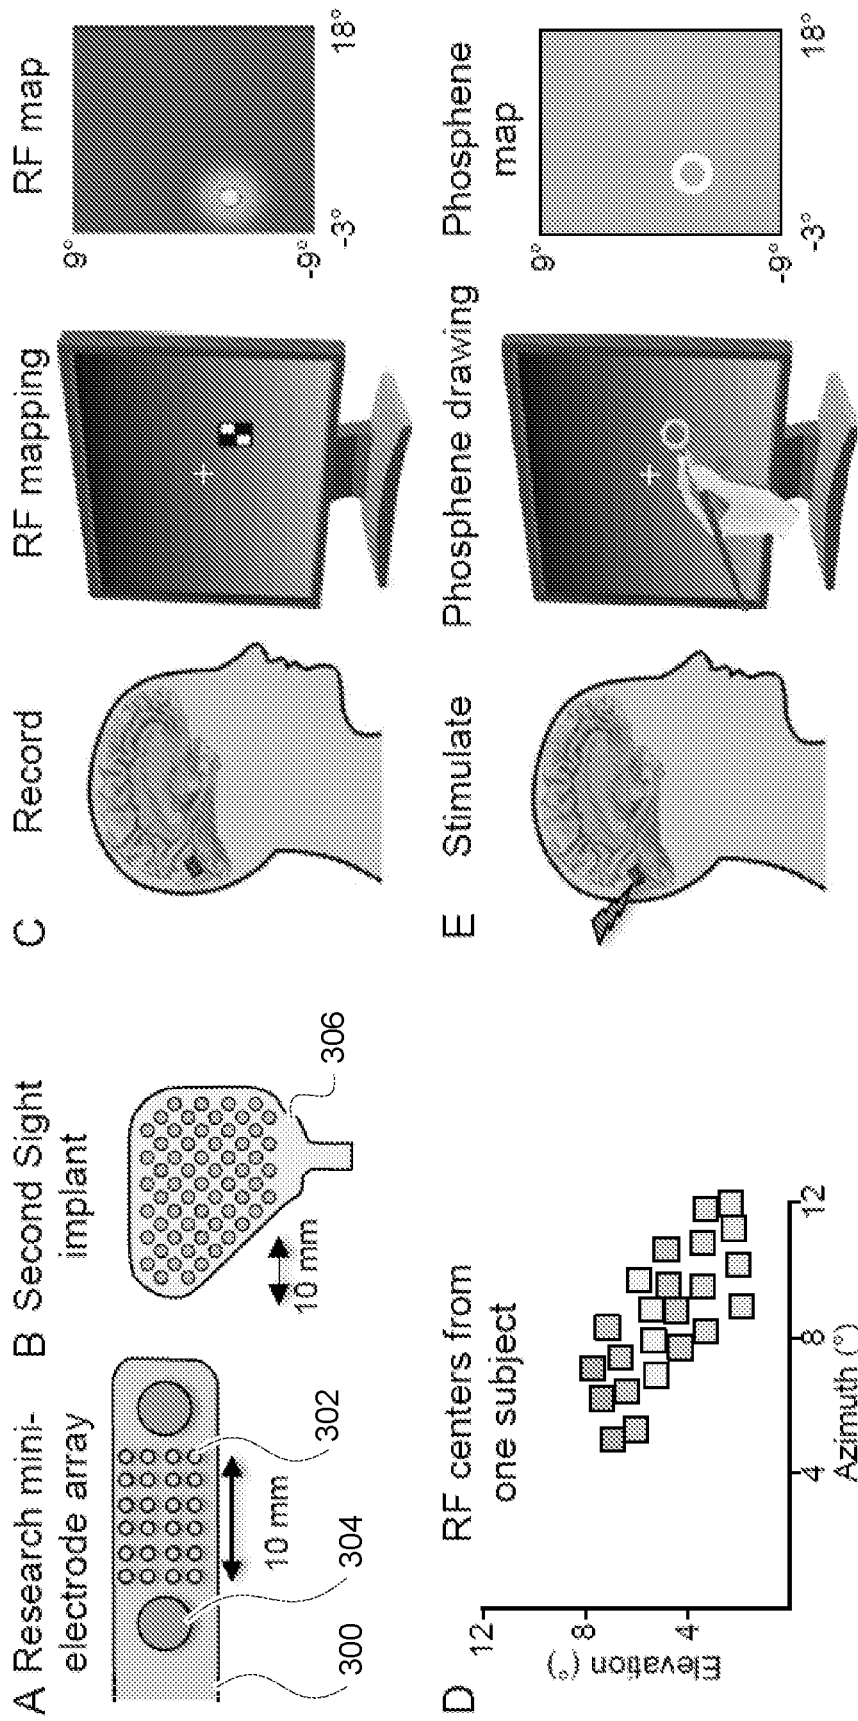 A Research mini-
electrode array
10 mm
300
304
302
B Second Sight
implant
10 mm
306
C
Record
RF mapping
RF map
9°
-9°
-3°
18°
D
RF centers from
one subject
12
8
4
Elevation (°)
4
8
12
Azimuth (°)
E
Stimulate
Phosphene drawing
Phosphene
map
9°
-9°
-3°
18°